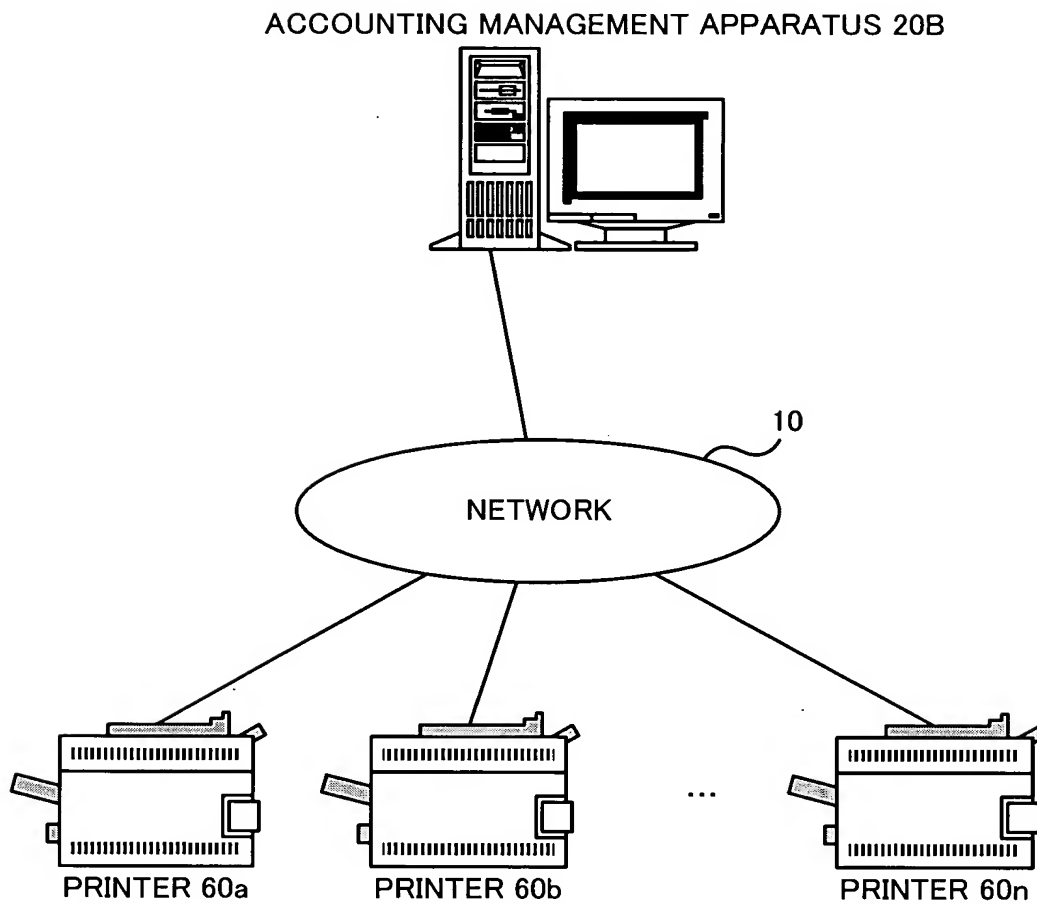 ACCOUNTING MANAGEMENT APPARATUS 20B
10
NETWORK
...
PRINTER 60a PRINTER 60b PRINTER 60n